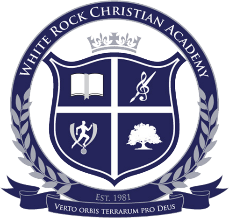 WHITE ROCK CHRISTIAN ACADEMY
EST. 1981
VERTO ORBIS TERRARUM PRO DEUS